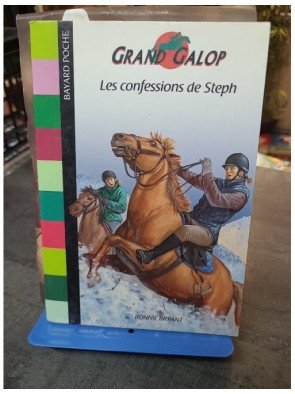 BAYARD POCHE
GRAND GALOP
Les confessions de Steph
BONNIE BRYANT